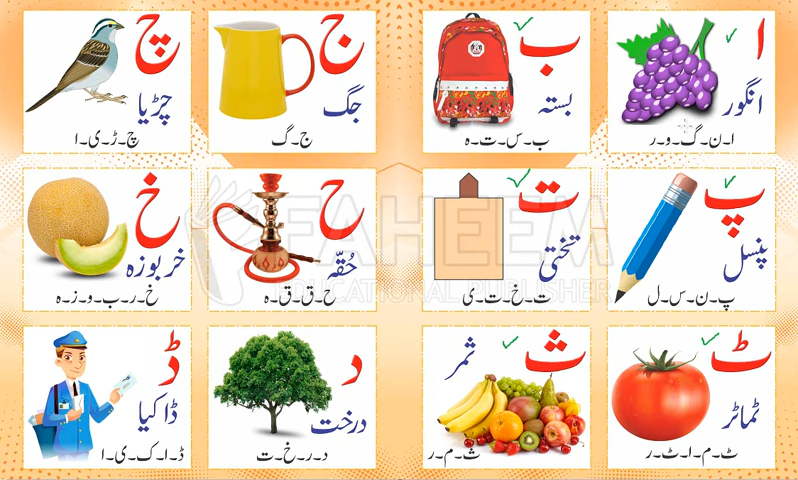 ا
انگور
ا۔ن۔گ۔و۔ر
ب
بستہ
ب۔س۔ت۔ہ
ج
جگ
ج۔گ
چ
چڑیا
چ۔ڑ۔ی۔ا
پ
پنسل
پ۔ن۔س۔ل
ت
تختی
ت۔خ۔ت۔ی
ح
حُقّہ
ح۔ق۔ق۔ہ
خ
خربوزہ
خ۔ر۔ب۔و۔ز۔ہ
FAHEEM
EDUCATIONAL PUBLISHER
ٹ
ٹماٹر
ٹ۔م۔ا۔ٹ۔ر
ث
ثمر
ث۔م۔ر
د
درخت
د۔ر۔خ۔ت
ڈ
ڈاکیا
ڈ۔ا۔ک۔ی۔ا